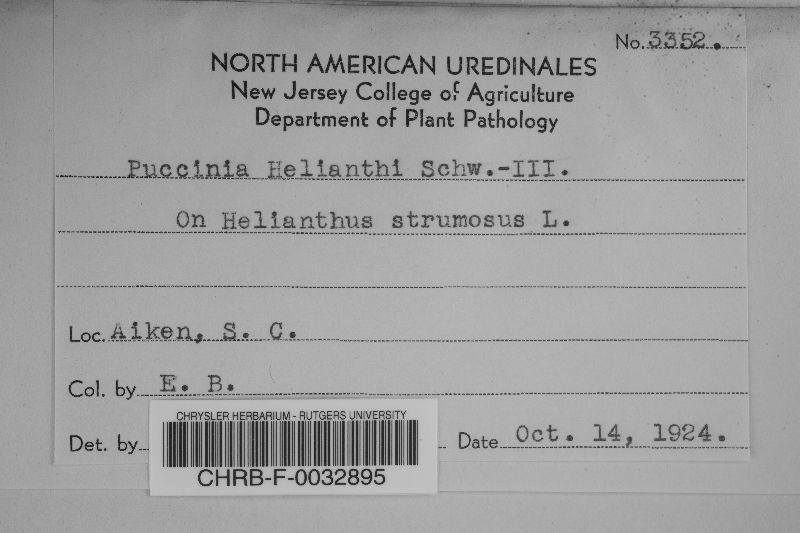 No. 3352.
NORTH AMERICAN UREDINALES
New Jersey College of Agriculture
Department of Plant Pathology
Puccinia Helianthi Schw.-III.
On Helianthus strumosus L.
Loc. Aiken, S. C.
Col. by E. B.
CHRYSLER HERBARIUM - RUTGERS UNIVERSITY
Det. by Date Oct. 14, 1924.
CHRB-F-0032895